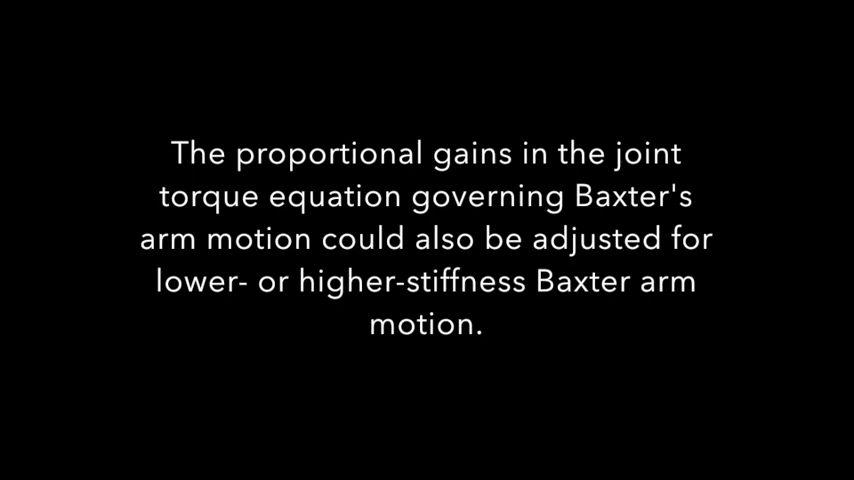 The proportional gains in the joint
torque equation governing Baxter's
arm motion could also be adjusted for
lower- or higher-stiffness Baxter arm
motion.